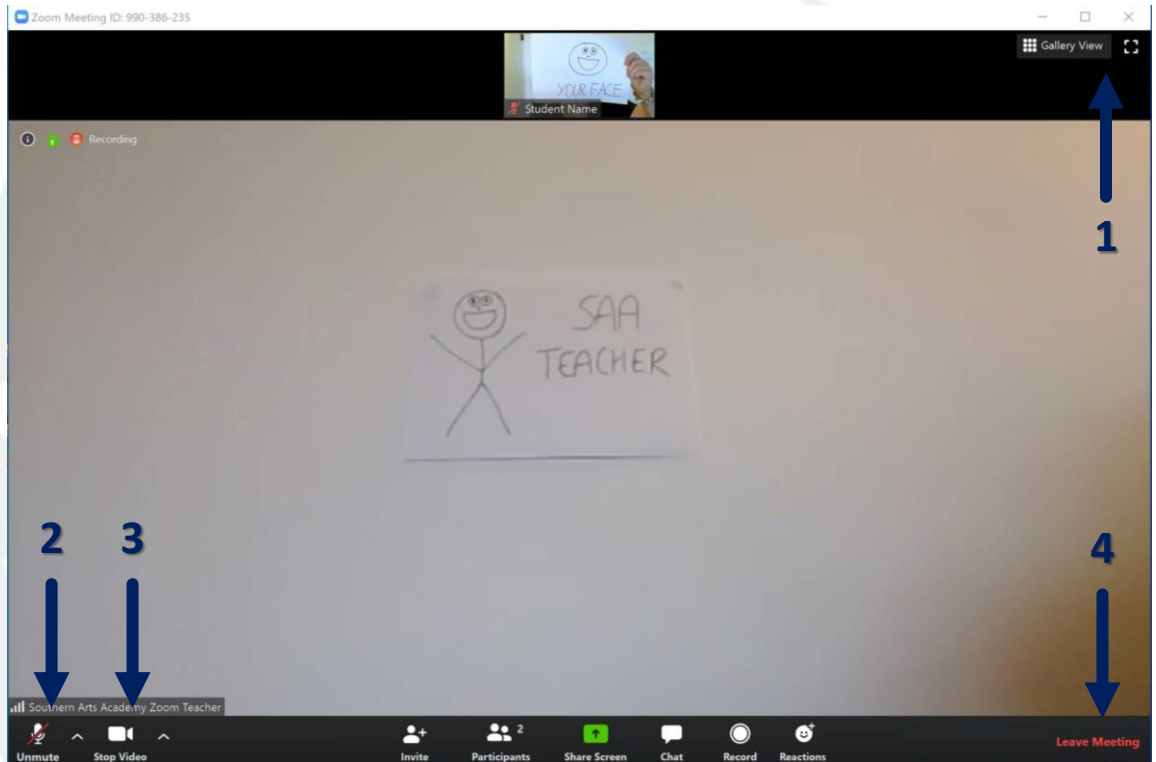 Zoom Meeting ID: 990-386-235
Gallery View
YOUR FACE
Student Name
Recording
1
SAA
TEACHER
2 3
4
Southern Arts Academy Zoom Teacher
2
Unmute Stop Video Invite Participants Share Screen Chat Record Reactions Leave Meeting